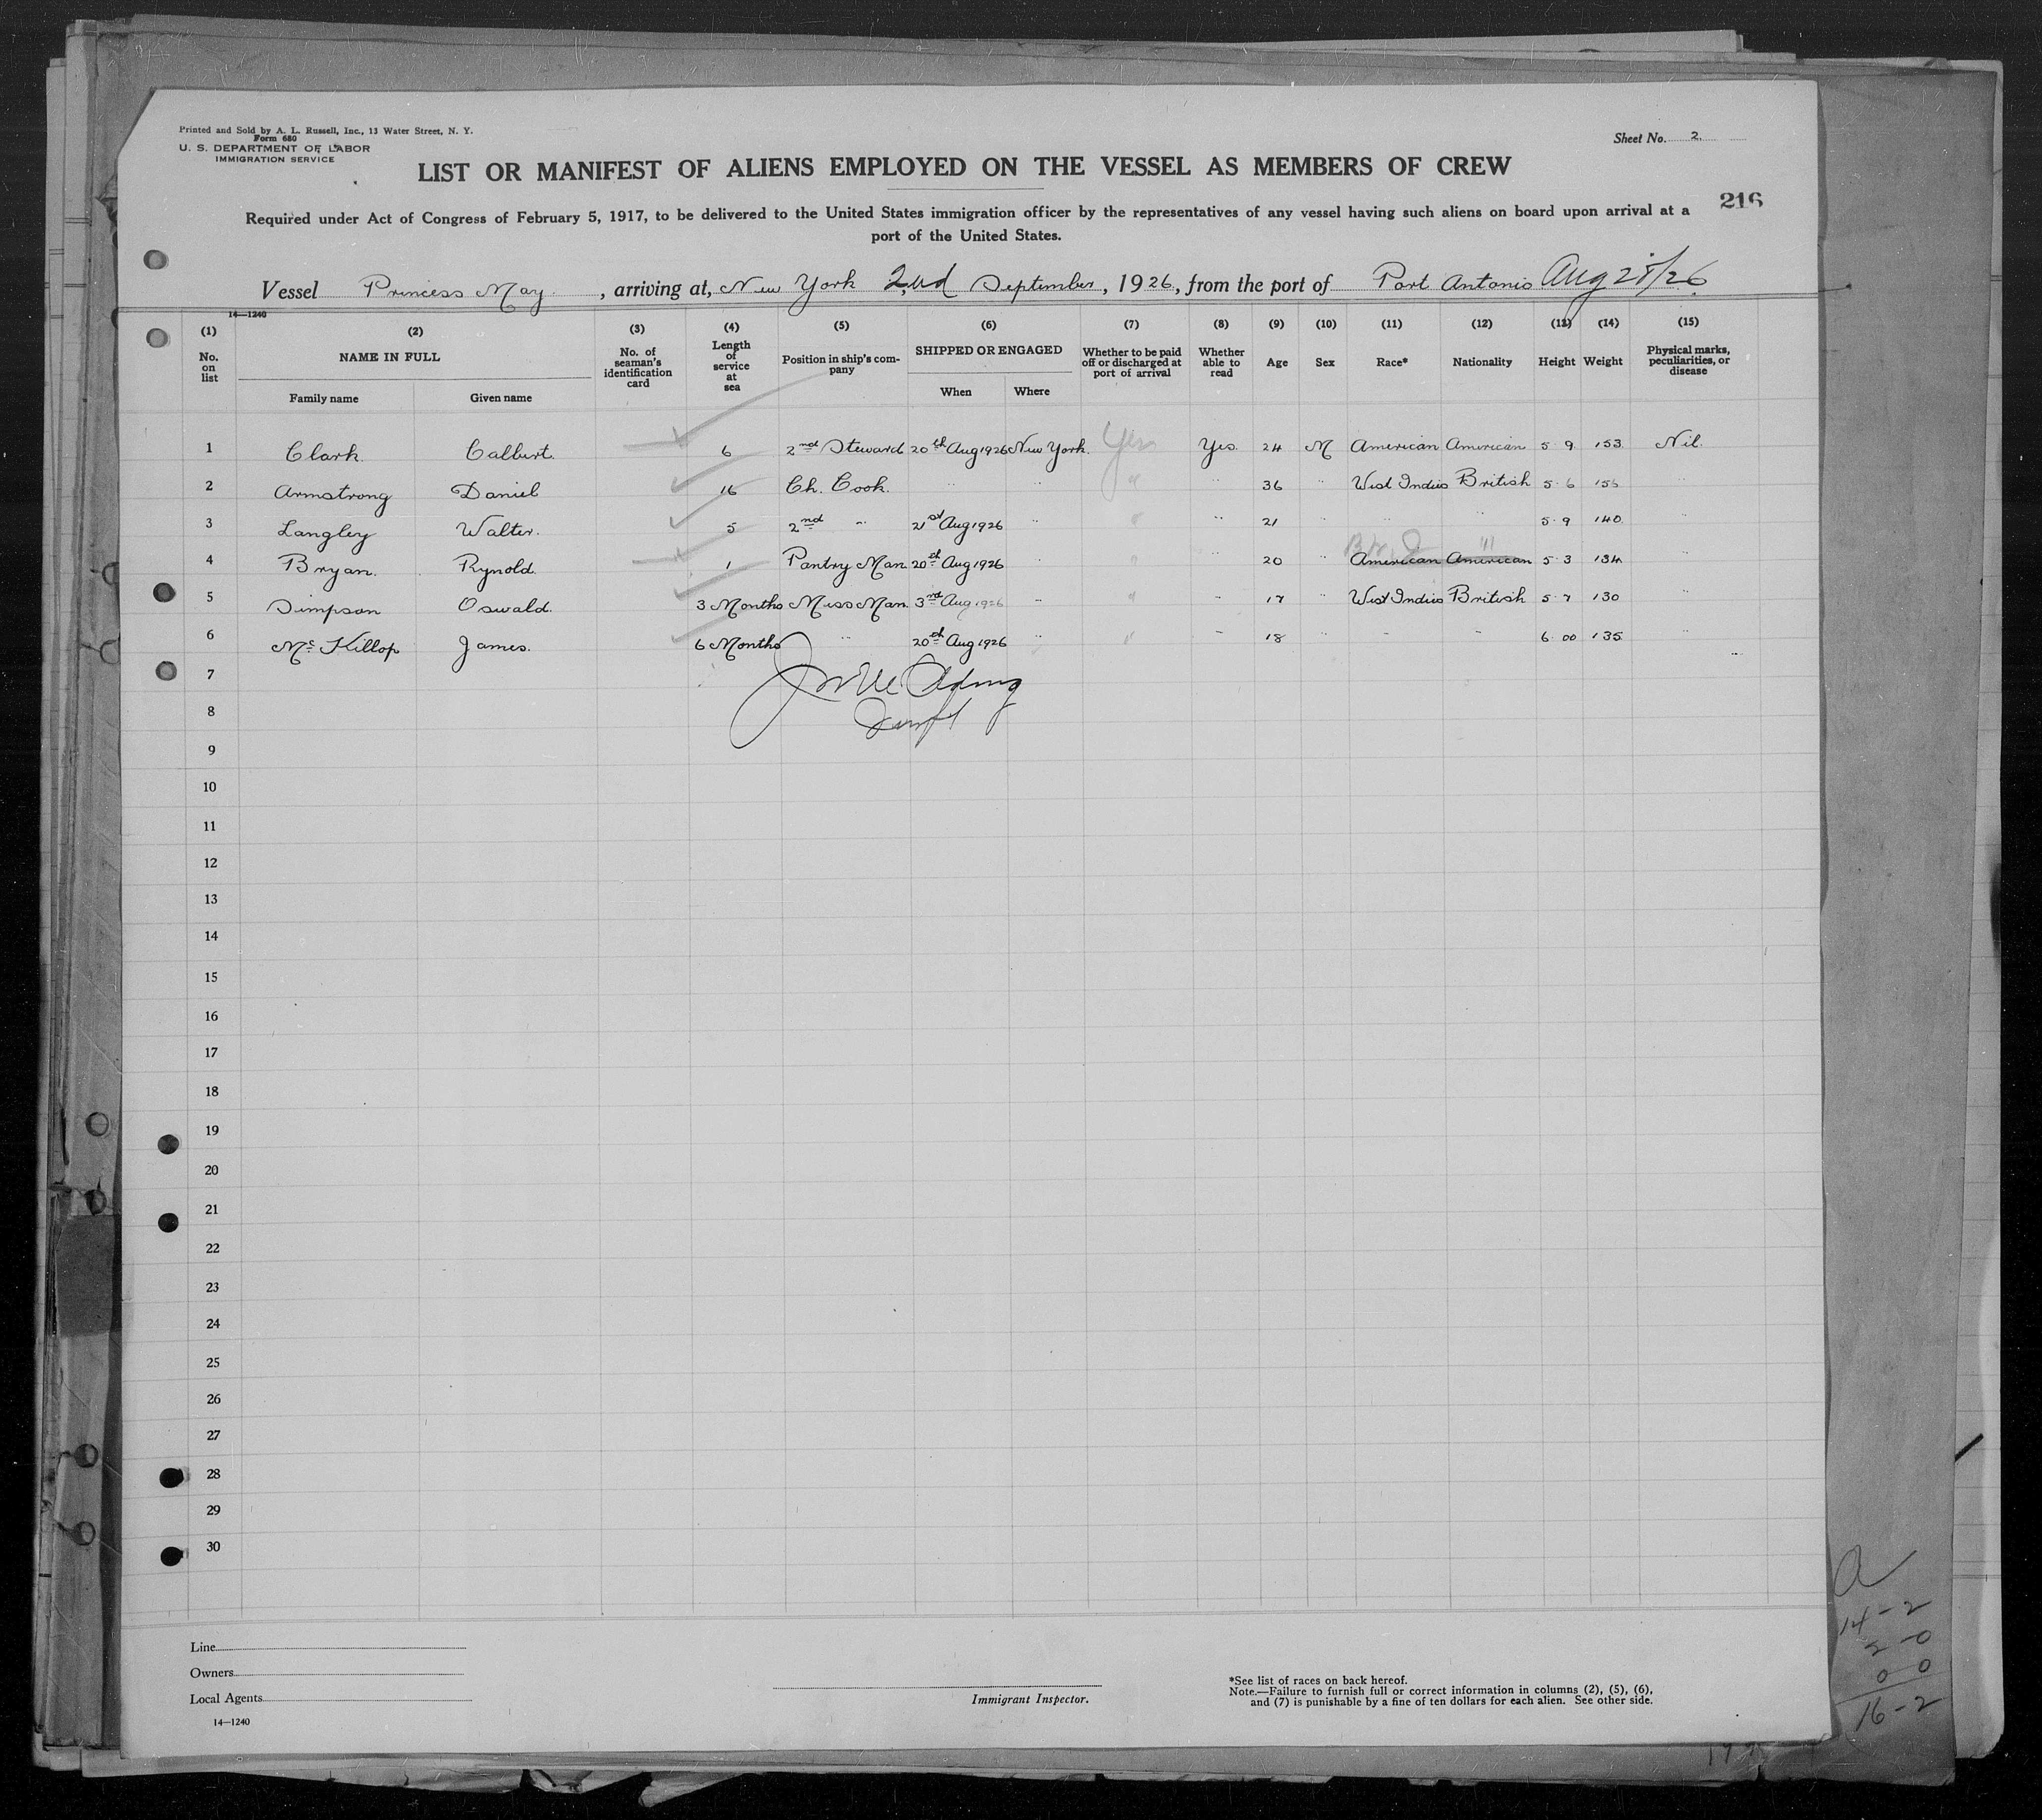 Printed and Sold by A. L. Russell, Inc., 13 Water Street, N. Y.
Form 680
U. S. DEPARTMENT OF LABOR
IMMIGRATION SERVICE
Sheet No. 2.
LIST OR MANIFEST OF ALIENS EMPLOYED ON THE VESSEL AS MEMBERS OF CREW
216
Required under Act of Congress of February 5, 1917, to be delivered to the United States immigration officer by the representatives of any vessel having such aliens on board upon arrival at a
port of the United States.
Vessel Princess May, arriving at, New York 2nd September, 1926, from the port of Port Antonio Aug 28/26
14—1240
(1) (2) (3) (4) (5) (6) (7) (8) (9) (10) (11) (12) (13) (14) (15)
No. on list NAME IN FULL No. of seaman's identification card Length of service at sea Position in ship's company SHIPPED OR ENGAGED Whether to be paid off or discharged at port of arrival Whether able to read Age Sex Race* Nationality Height Weight Physical marks, peculiarities, or disease
Family name Given name When Where
1 Clark. Calbert. 6 2nd Steward 20th Aug 1926 New York. Yes Yes. 24 M American American 5 9 153 Nil.
2 Armstrong Daniel 16 Ch. Cook. " " " " 36 " West Indies British 5 6 156 "
3 Langley Walter. 5 2nd " 21st Aug 1926 " " " 21 " " " 5 9 140 "
4 Bryan. Rynold. 1 Pantry Man 20th Aug 1926 " " " 20 " American American 5 3 134 "
5 Simpson Oswald. 3 Months Mess Man. 3rd Aug 1926 " " " 17 " West Indies British 5 7 130 "
6 Mc Killop James. 6 Months " 20th Aug 1926 " " " 18 " " " 6 00 135 "
7
8
9
10
11
12
13
14
15
16
17
18
19
20
21
22
23
24
25
26
27
28
29
30
Line
Owners
Local Agents
14—1240
Immigrant Inspector.
*See list of races on back hereof.
Note.—Failure to furnish full or correct information in columns (2), (5), (6),
and (7) is punishable by a fine of ten dollars for each alien. See other side.
14 - 2
2 - 0
0 0
16 - 2